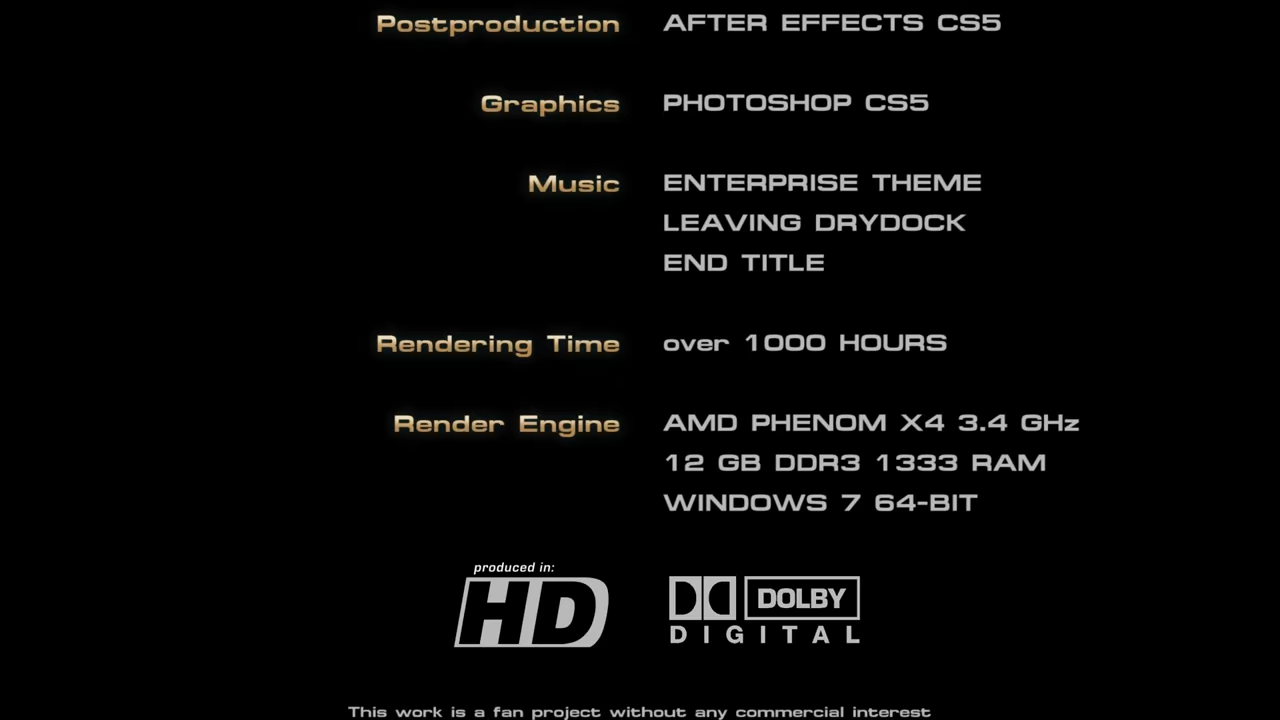 Postproduction AFTER EFFECTS CS5
Graphics PHOTOSHOP CS5
Music ENTERPRISE THEME
LEAVING DRYDOCK
END TITLE
Rendering Time over 1000 HOURS
Render Engine AMD PHENOM X4 3.4 GHz
12 GB DDR3 1333 RAM
WINDOWS 7 64-BIT
produced in:
HD DOLBY
DIGITAL
This work is a fan project without any commercial interest